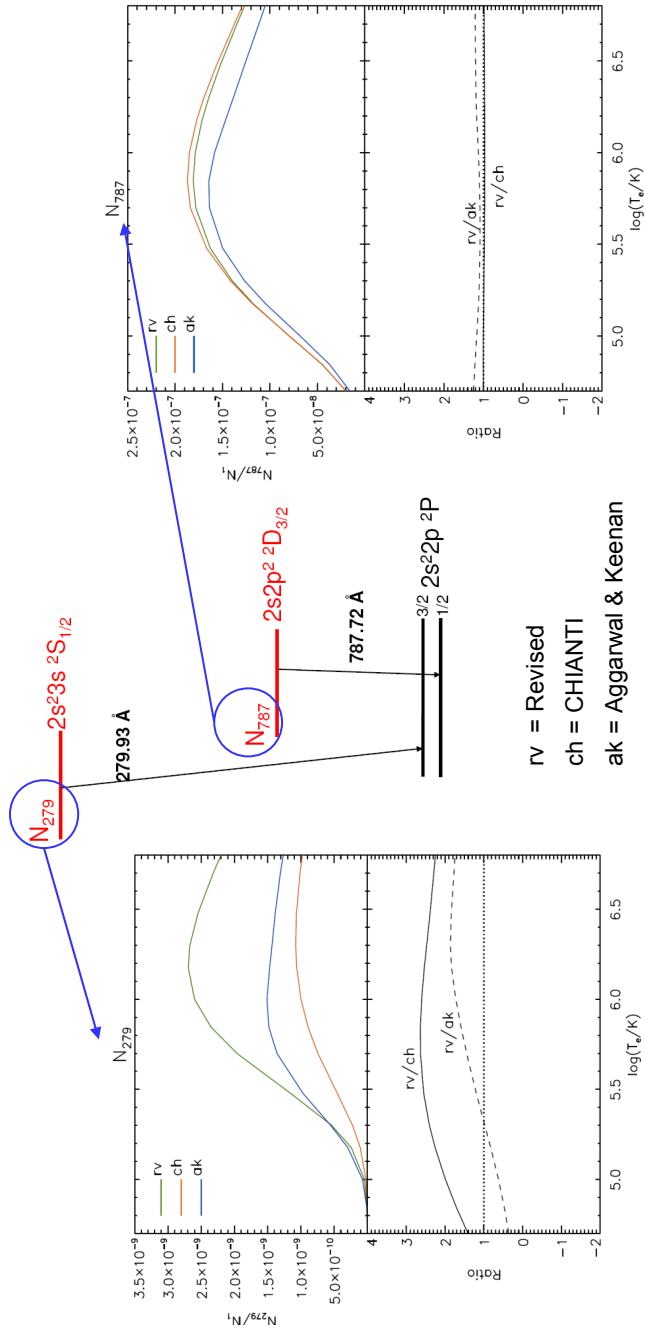 N279
3.5×10⁻⁹
3.0×10⁻⁹
2.5×10⁻⁹
2.0×10⁻⁹
1.5×10⁻⁹
1.0×10⁻⁹
5.0×10⁻¹⁰
N279/N1
rv
ch
ak
4
3
2
1
0
−1
−2
Ratio
rv/ch
rv/ak
5.0
5.5
6.0
6.5
log(Te/K)
N279
2s²3s ²S1/2
279.93 Å
N787
2s2p² ²D3/2
787.72 Å
3/2
1/2
2s²2p ²P
rv = Revised
ch = CHIANTI
ak = Aggarwal & Keenan
N787
2.5×10⁻⁷
2.0×10⁻⁷
1.5×10⁻⁷
1.0×10⁻⁷
5.0×10⁻⁸
N787/N1
rv
ch
ak
4
3
2
1
0
−1
−2
Ratio
rv/ak
rv/ch
5.0
5.5
6.0
6.5
log(Te/K)